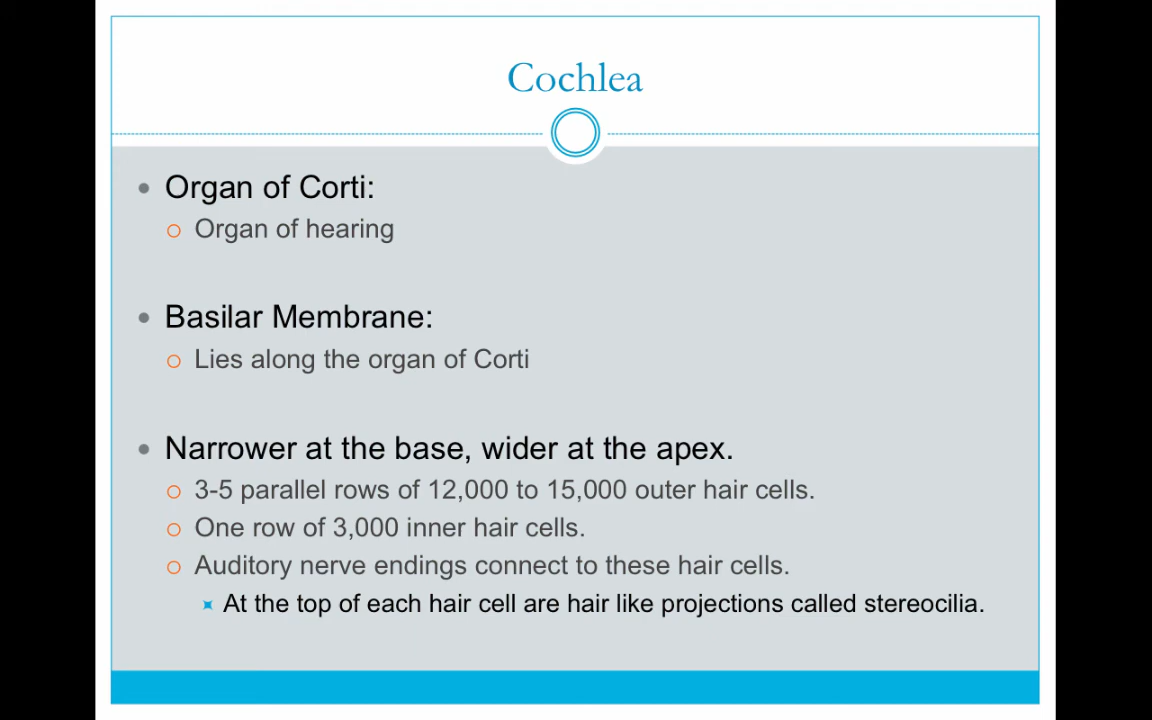 Cochlea
Organ of Corti:
Organ of hearing
Basilar Membrane:
Lies along the organ of Corti
Narrower at the base, wider at the apex.
3-5 parallel rows of 12,000 to 15,000 outer hair cells.
One row of 3,000 inner hair cells.
Auditory nerve endings connect to these hair cells.
At the top of each hair cell are hair like projections called stereocilia.